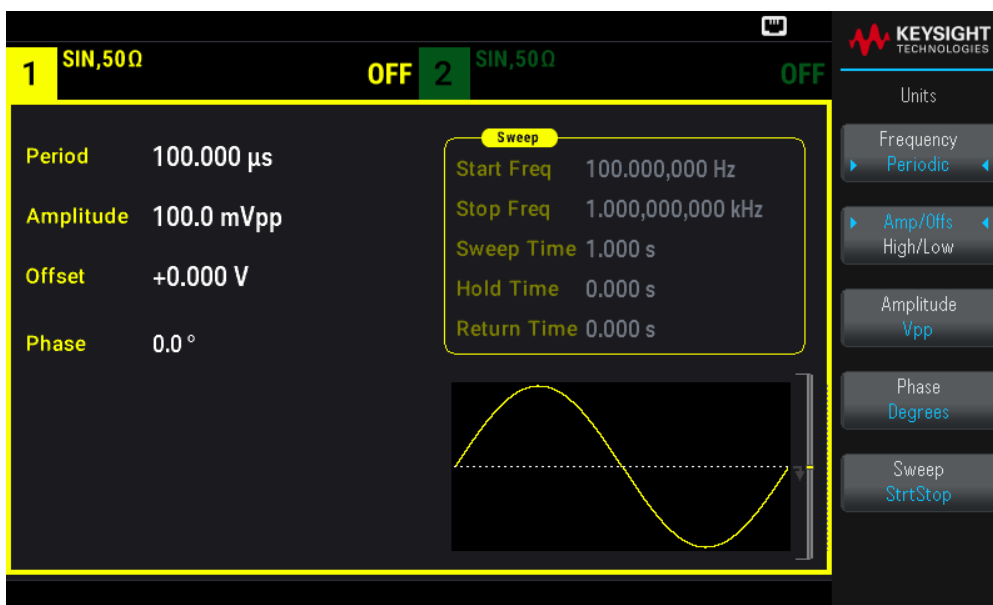 KEYSIGHT
TECHNOLOGIES
1 SIN,50Ω OFF 2 SIN,50Ω OFF
Units
Period 100.000 µs
Amplitude 100.0 mVpp
Offset +0.000 V
Phase 0.0 °
Sweep
Start Freq 100.000,000 Hz
Stop Freq 1.000,000,000 kHz
Sweep Time 1.000 s
Hold Time 0.000 s
Return Time 0.000 s
Frequency
Periodic
Amp/Offs
High/Low
Amplitude
Vpp
Phase
Degrees
Sweep
StrtStop